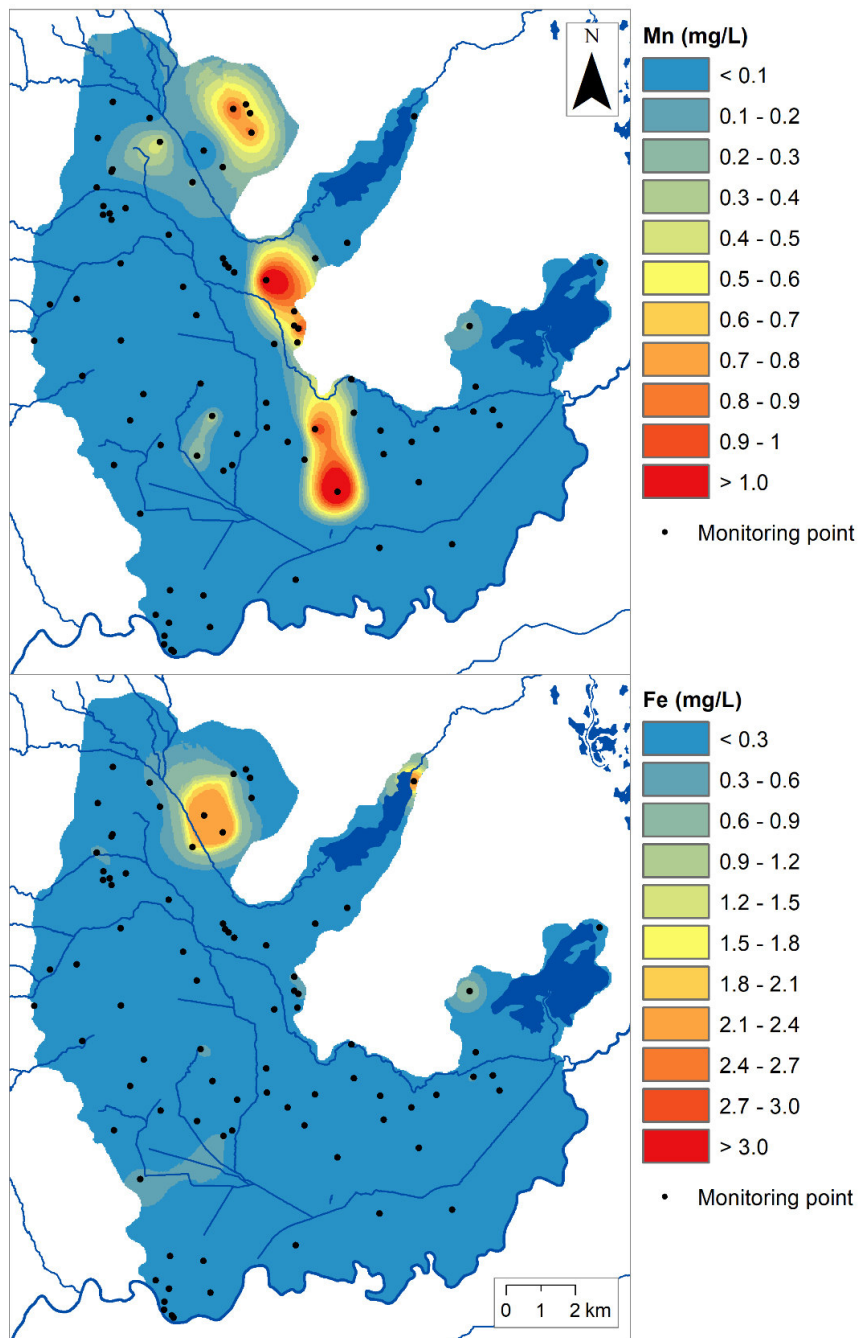 N
Mn (mg/L)
< 0.1
0.1 - 0.2
0.2 - 0.3
0.3 - 0.4
0.4 - 0.5
0.5 - 0.6
0.6 - 0.7
0.7 - 0.8
0.8 - 0.9
0.9 - 1
> 1.0
Monitoring point
Fe (mg/L)
< 0.3
0.3 - 0.6
0.6 - 0.9
0.9 - 1.2
1.2 - 1.5
1.5 - 1.8
1.8 - 2.1
2.1 - 2.4
2.4 - 2.7
2.7 - 3.0
> 3.0
Monitoring point
0 1 2 km